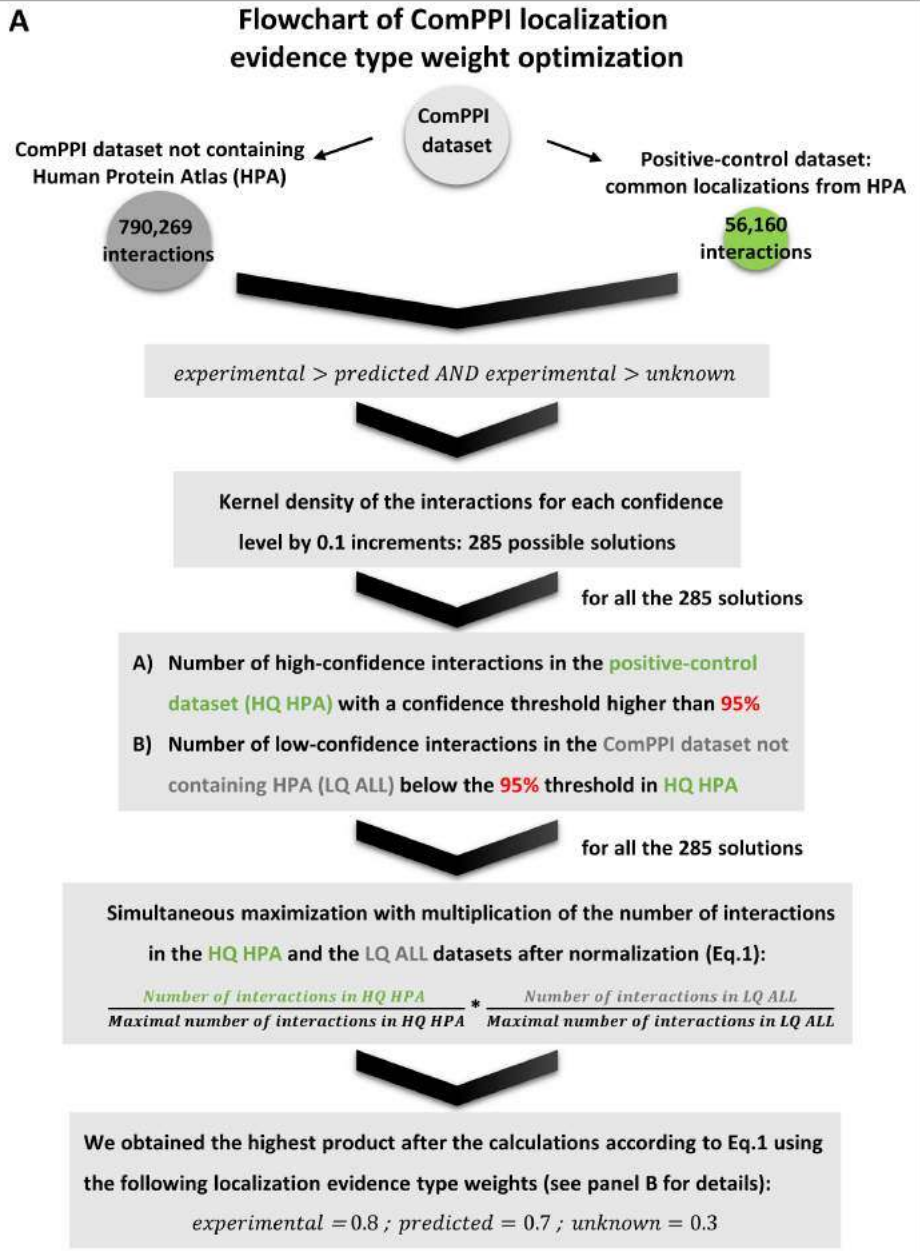 A
Flowchart of ComPPI localization
evidence type weight optimization
ComPPI
dataset
ComPPI dataset not containing
Human Protein Atlas (HPA)
790,269
interactions
Positive-control dataset:
common localizations from HPA
56,160
interactions
experimental > predicted AND experimental > unknown
Kernel density of the interactions for each confidence
level by 0.1 increments: 285 possible solutions
for all the 285 solutions
A) Number of high-confidence interactions in the positive-control
dataset (HQ HPA) with a confidence threshold higher than 95%
B) Number of low-confidence interactions in the ComPPI dataset not
containing HPA (LQ ALL) below the 95% threshold in HQ HPA
for all the 285 solutions
Simultaneous maximization with multiplication of the number of interactions
in the HQ HPA and the LQ ALL datasets after normalization (Eq.1):
Number of interactions in HQ HPA * Number of interactions in LQ ALL
Maximal number of interactions in HQ HPA Maximal number of interactions in LQ ALL
We obtained the highest product after the calculations according to Eq.1 using
the following localization evidence type weights (see panel B for details):
experimental = 0.8 ; predicted = 0.7 ; unknown = 0.3